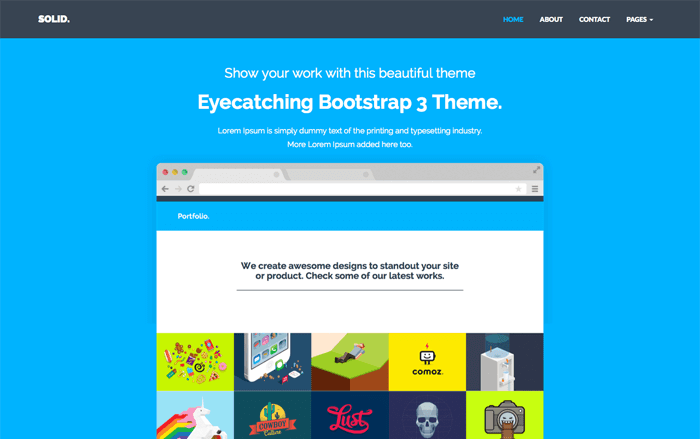 SOLID.
HOME ABOUT CONTACT PAGES
Show your work with this beautiful theme
Eyecatching Bootstrap 3 Theme.
Lorem Ipsum is simply dummy text of the printing and typesetting industry.
More Lorem Ipsum added here too.
Portfolio.
We create awesome designs to standout your site
or product. Check some of our latest works.
comoz.
COWBOY
Culture
Lust